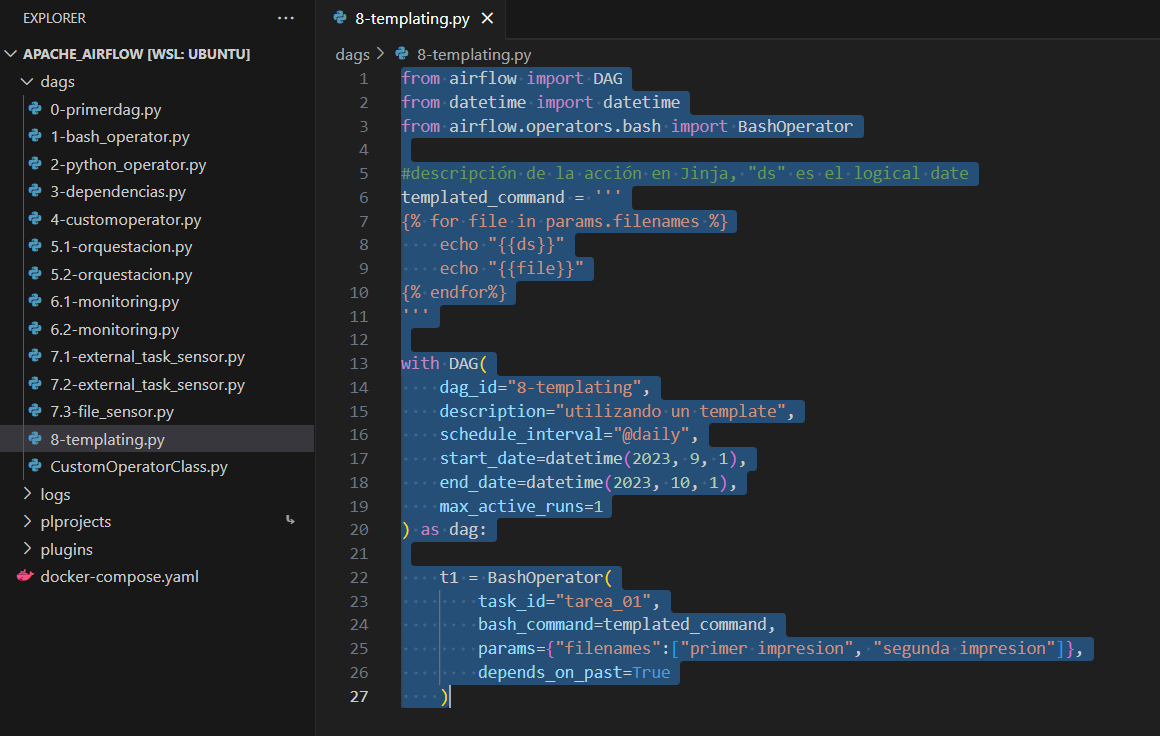 EXPLORER
···
APACHE_AIRFLOW [WSL: UBUNTU]
dags
0-primerdag.py
1-bash_operator.py
2-python_operator.py
3-dependencias.py
4-customoperator.py
5.1-orquestacion.py
5.2-orquestacion.py
6.1-monitoring.py
6.2-monitoring.py
7.1-external_task_sensor.py
7.2-external_task_sensor.py
7.3-file_sensor.py
8-templating.py
CustomOperatorClass.py
logs
plprojects
plugins
docker-compose.yaml
8-templating.py
dags > 8-templating.py
1 from airflow import DAG
2 from datetime import datetime
3 from airflow.operators.bash import BashOperator
4
5 #descripción de la acción en Jinja, "ds" es el logical date
6 templated_command = '''
7 {% for file in params.filenames %}
8     echo "{{ds}}"
9     echo "{{file}}"
10 {% endfor%}
11 '''
12
13 with DAG(
14     dag_id="8-templating",
15     description="utilizando un template",
16     schedule_interval="@daily",
17     start_date=datetime(2023, 9, 1),
18     end_date=datetime(2023, 10, 1),
19     max_active_runs=1
20 ) as dag:
21
22     t1 = BashOperator(
23         task_id="tarea_01",
24         bash_command=templated_command,
25         params={"filenames":["primer impresion", "segunda impresion"]},
26         depends_on_past=True
27     )